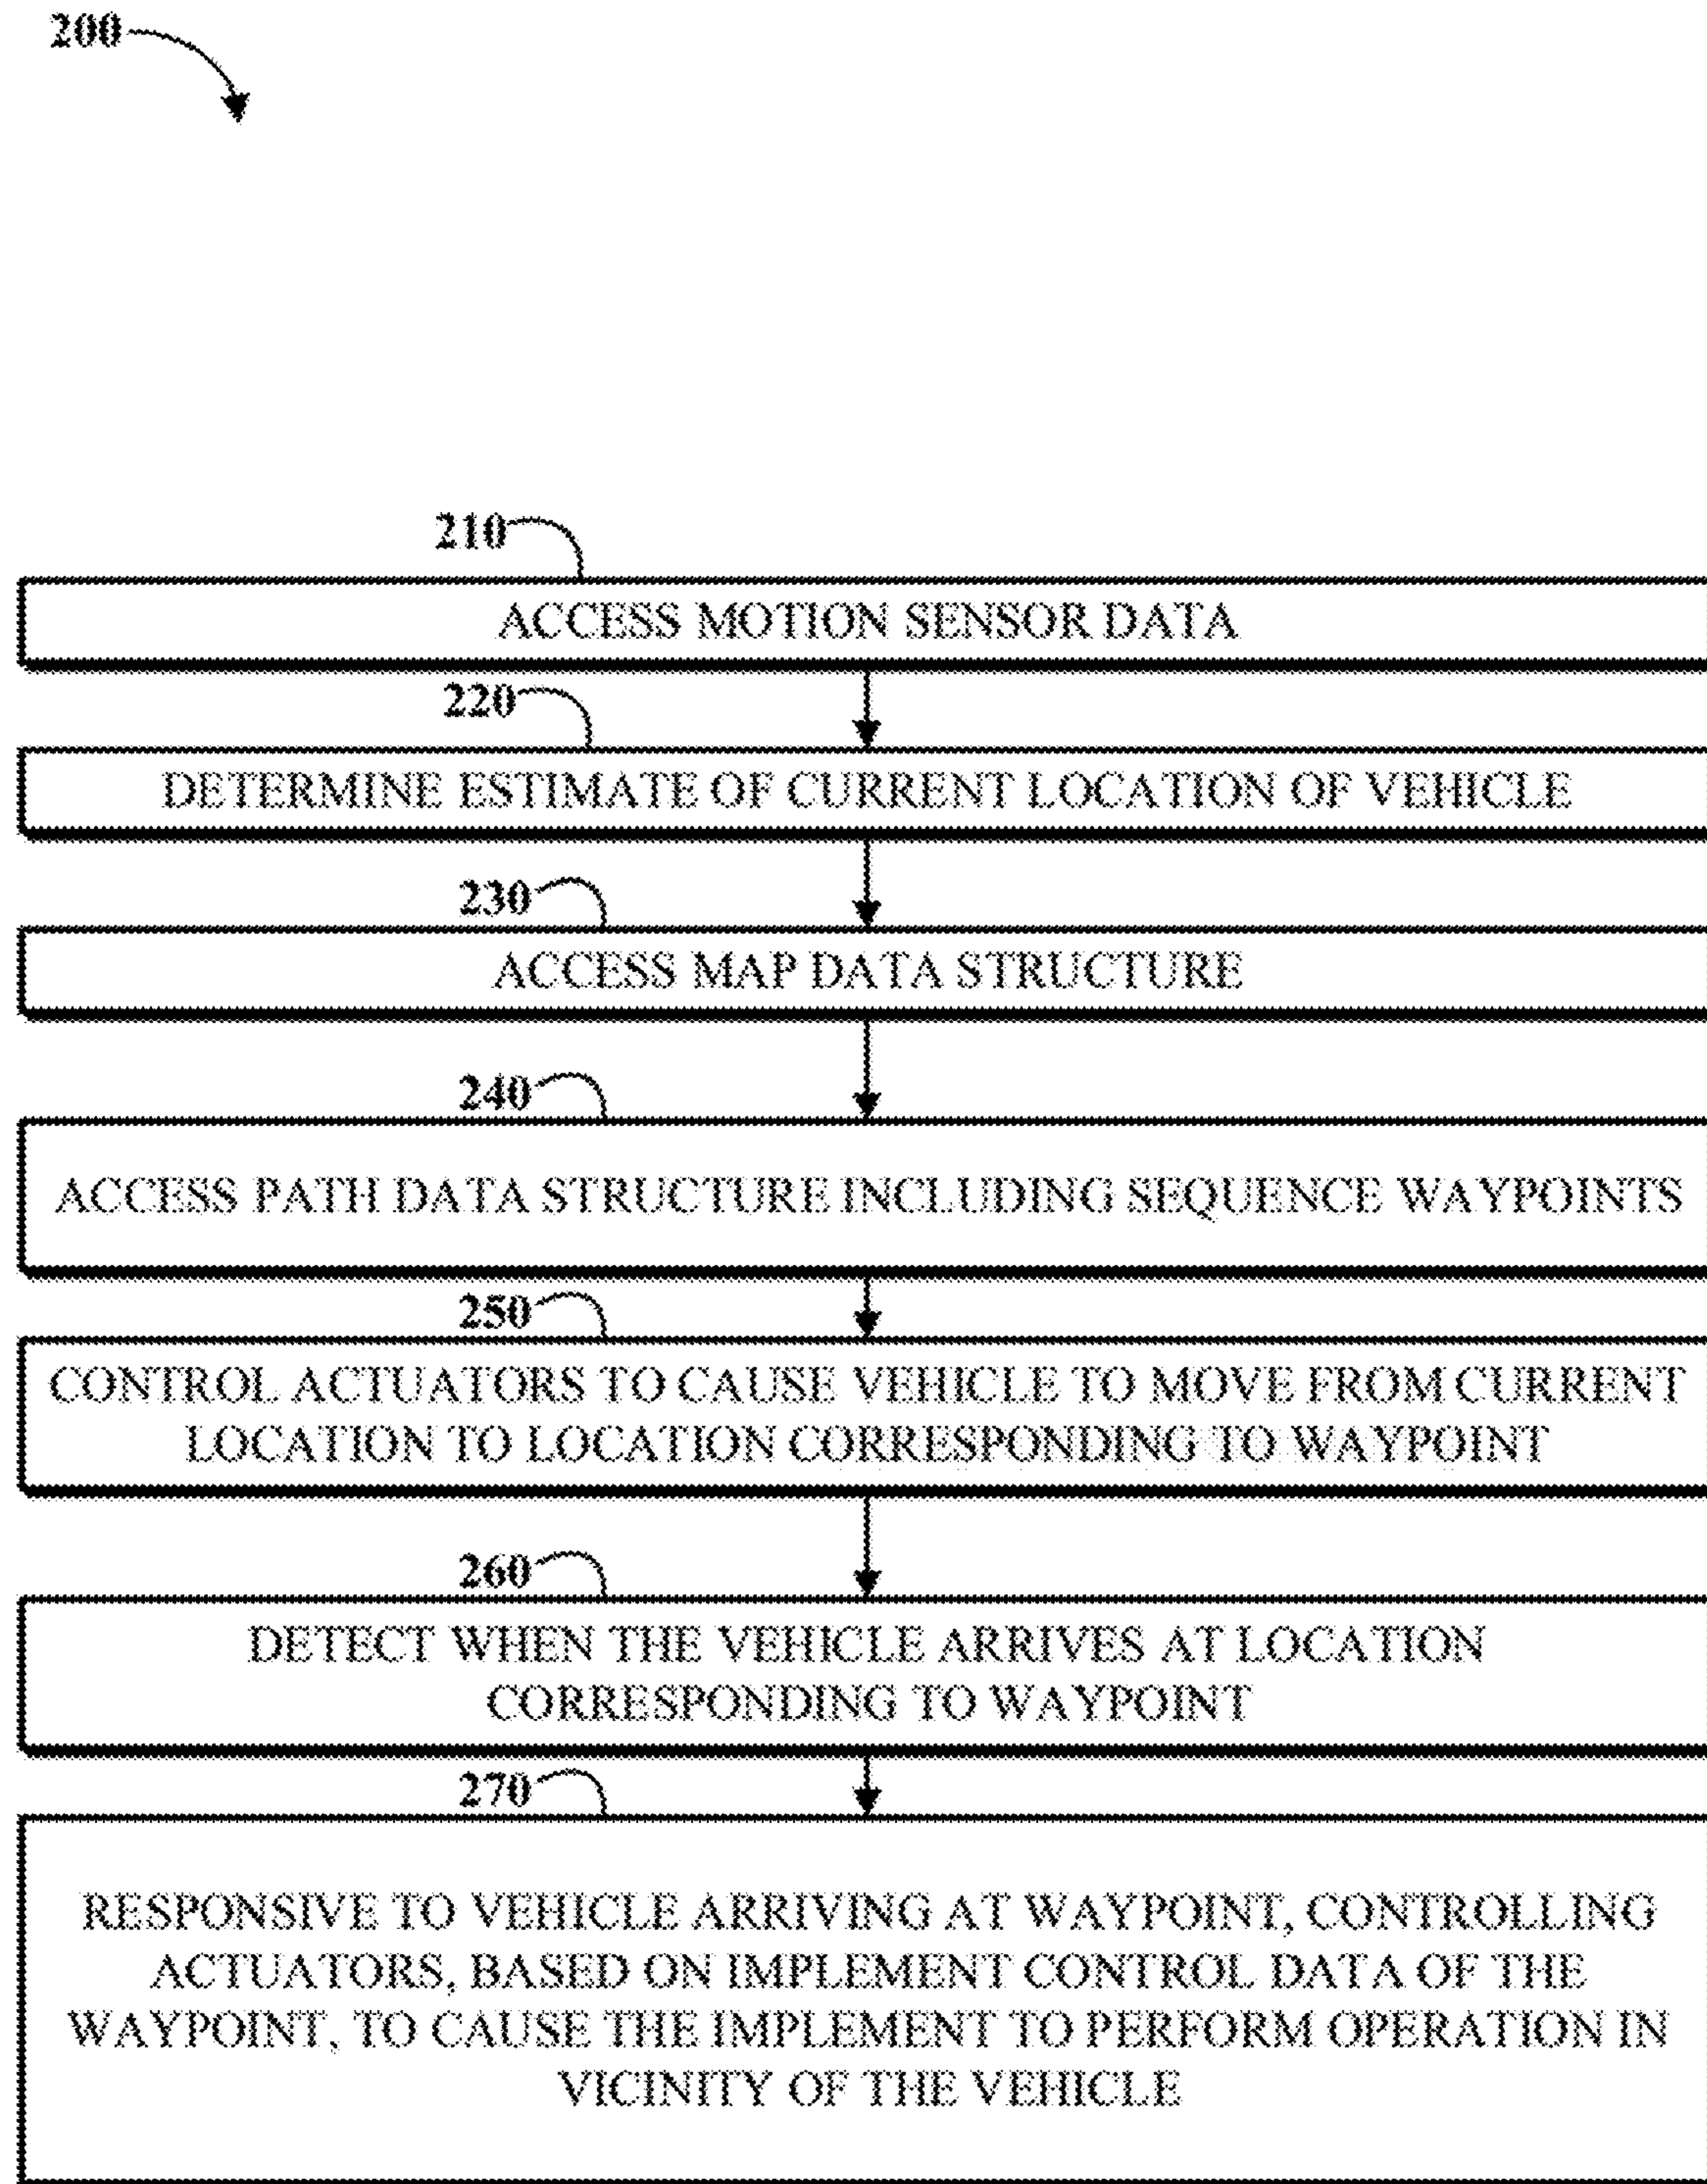 200
210
ACCESS MOTION SENSOR DATA
220
DETERMINE ESTIMATE OF CURRENT LOCATION OF VEHICLE
230
ACCESS MAP DATA STRUCTURE
240
ACCESS PATH DATA STRUCTURE INCLUDING SEQUENCE WAYPOINTS
250
CONTROL ACTUATORS TO CAUSE VEHICLE TO MOVE FROM CURRENT
LOCATION TO LOCATION CORRESPONDING TO WAYPOINT
260
DETECT WHEN THE VEHICLE ARRIVES AT LOCATION
CORRESPONDING TO WAYPOINT
270
RESPONSIVE TO VEHICLE ARRIVING AT WAYPOINT, CONTROLLING
ACTUATORS, BASED ON IMPLEMENT CONTROL DATA OF THE
WAYPOINT, TO CAUSE THE IMPLEMENT TO PERFORM OPERATION IN
VICINITY OF THE VEHICLE